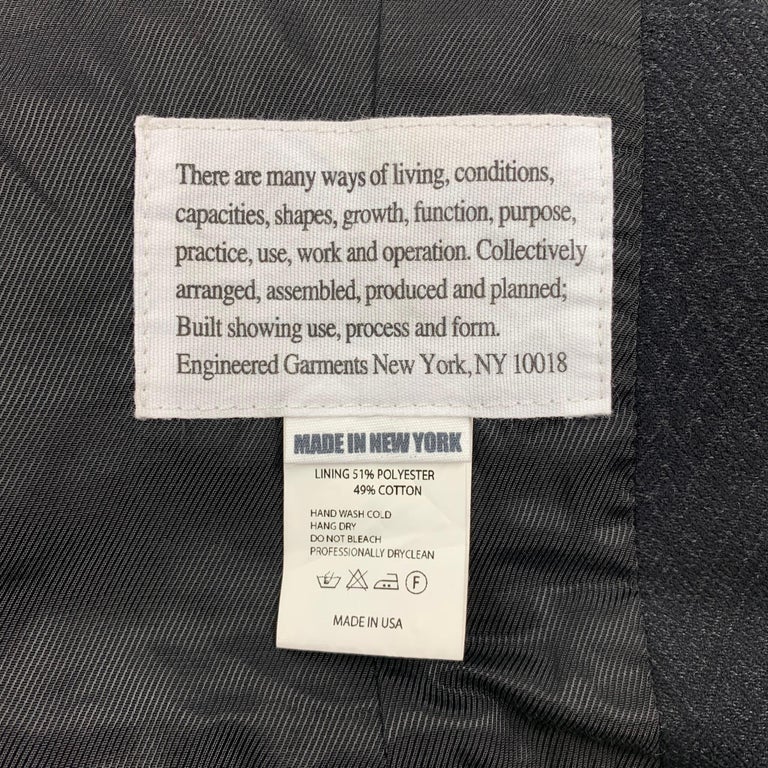 There are many ways of living, conditions,
capacities, shapes, growth, function, purpose,
practice, use, work and operation. Collectively
arranged, assembled, produced and planned;
Built showing use, process and form.
Engineered Garments New York, NY 10018
MADE IN NEW YORK
LINING 51% POLYESTER
49% COTTON
HAND WASH COLD
HANG DRY
DO NOT BLEACH
PROFESSIONALLY DRYCLEAN
F
MADE IN USA